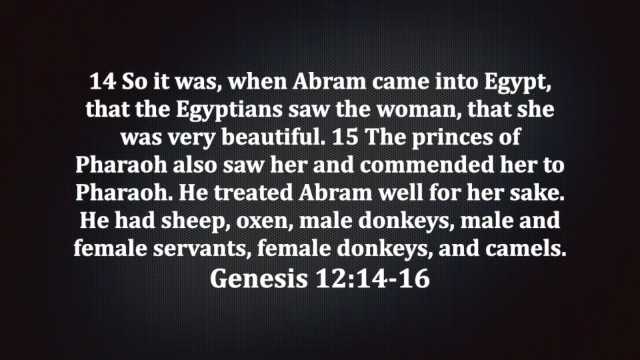 14 So it was, when Abram came into Egypt,
that the Egyptians saw the woman, that she
was very beautiful. 15 The princes of
Pharaoh also saw her and commended her to
Pharaoh. He treated Abram well for her sake.
He had sheep, oxen, male donkeys, male and
female servants, female donkeys, and camels.
Genesis 12:14-16